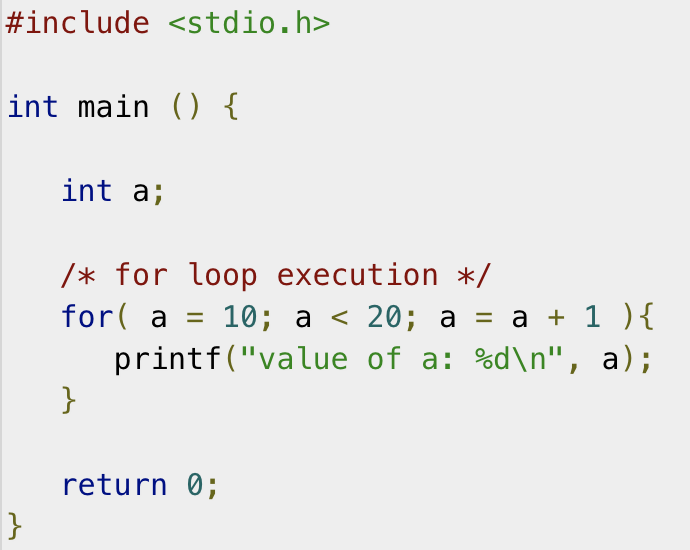 #include <stdio.h>
int main () {
int a;
/* for loop execution */
for( a = 10; a < 20; a = a + 1 ){
printf("value of a: %d\n", a);
}
return 0;
}